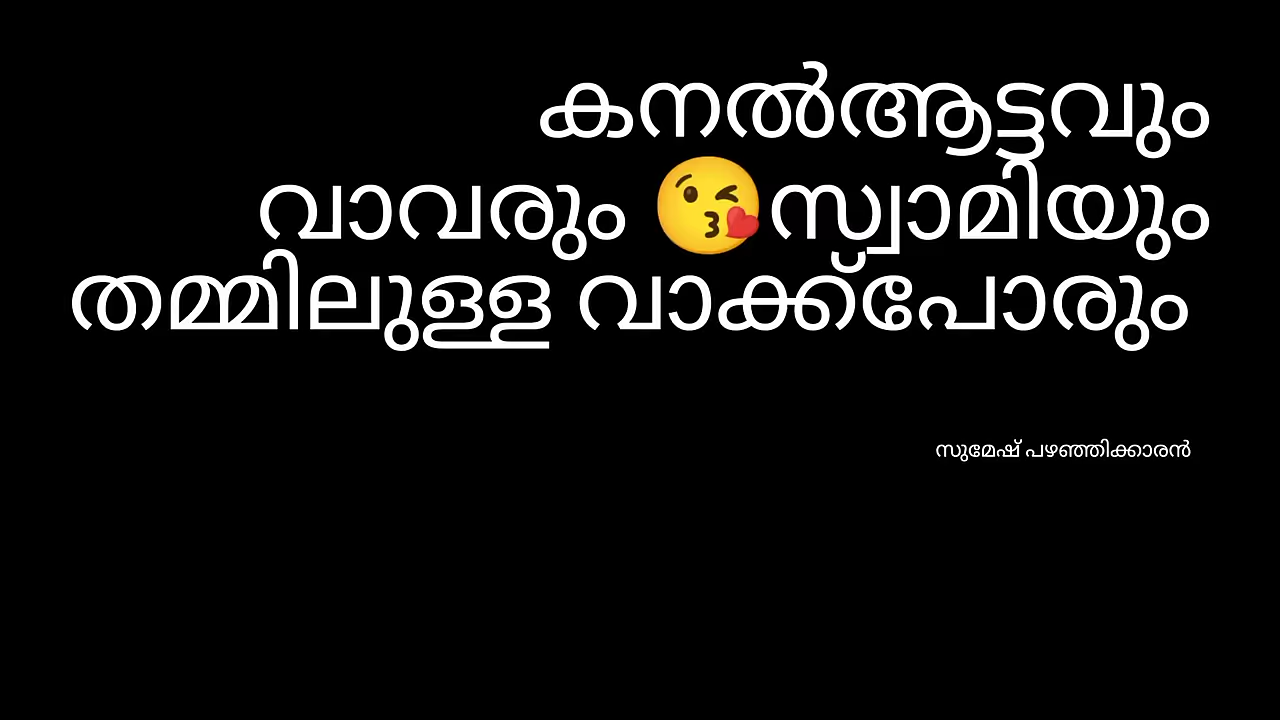 കനൽആട്ടവും
വാവരും 😘സ്വാമിയും
തമ്മിലുള്ള വാക്ക്പോരും
സുമേഷ് പഴഞ്ഞിക്കാരൻ